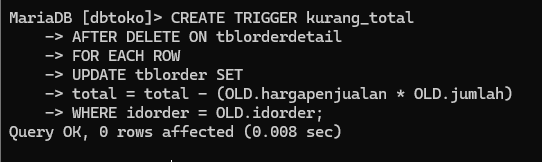 MariaDB [dbtoko]> CREATE TRIGGER kurang_total
    -> AFTER DELETE ON tblorderdetail
    -> FOR EACH ROW
    -> UPDATE tblorder SET
    -> total = total - (OLD.hargapenjualan * OLD.jumlah)
    -> WHERE idorder = OLD.idorder;
Query OK, 0 rows affected (0.008 sec)